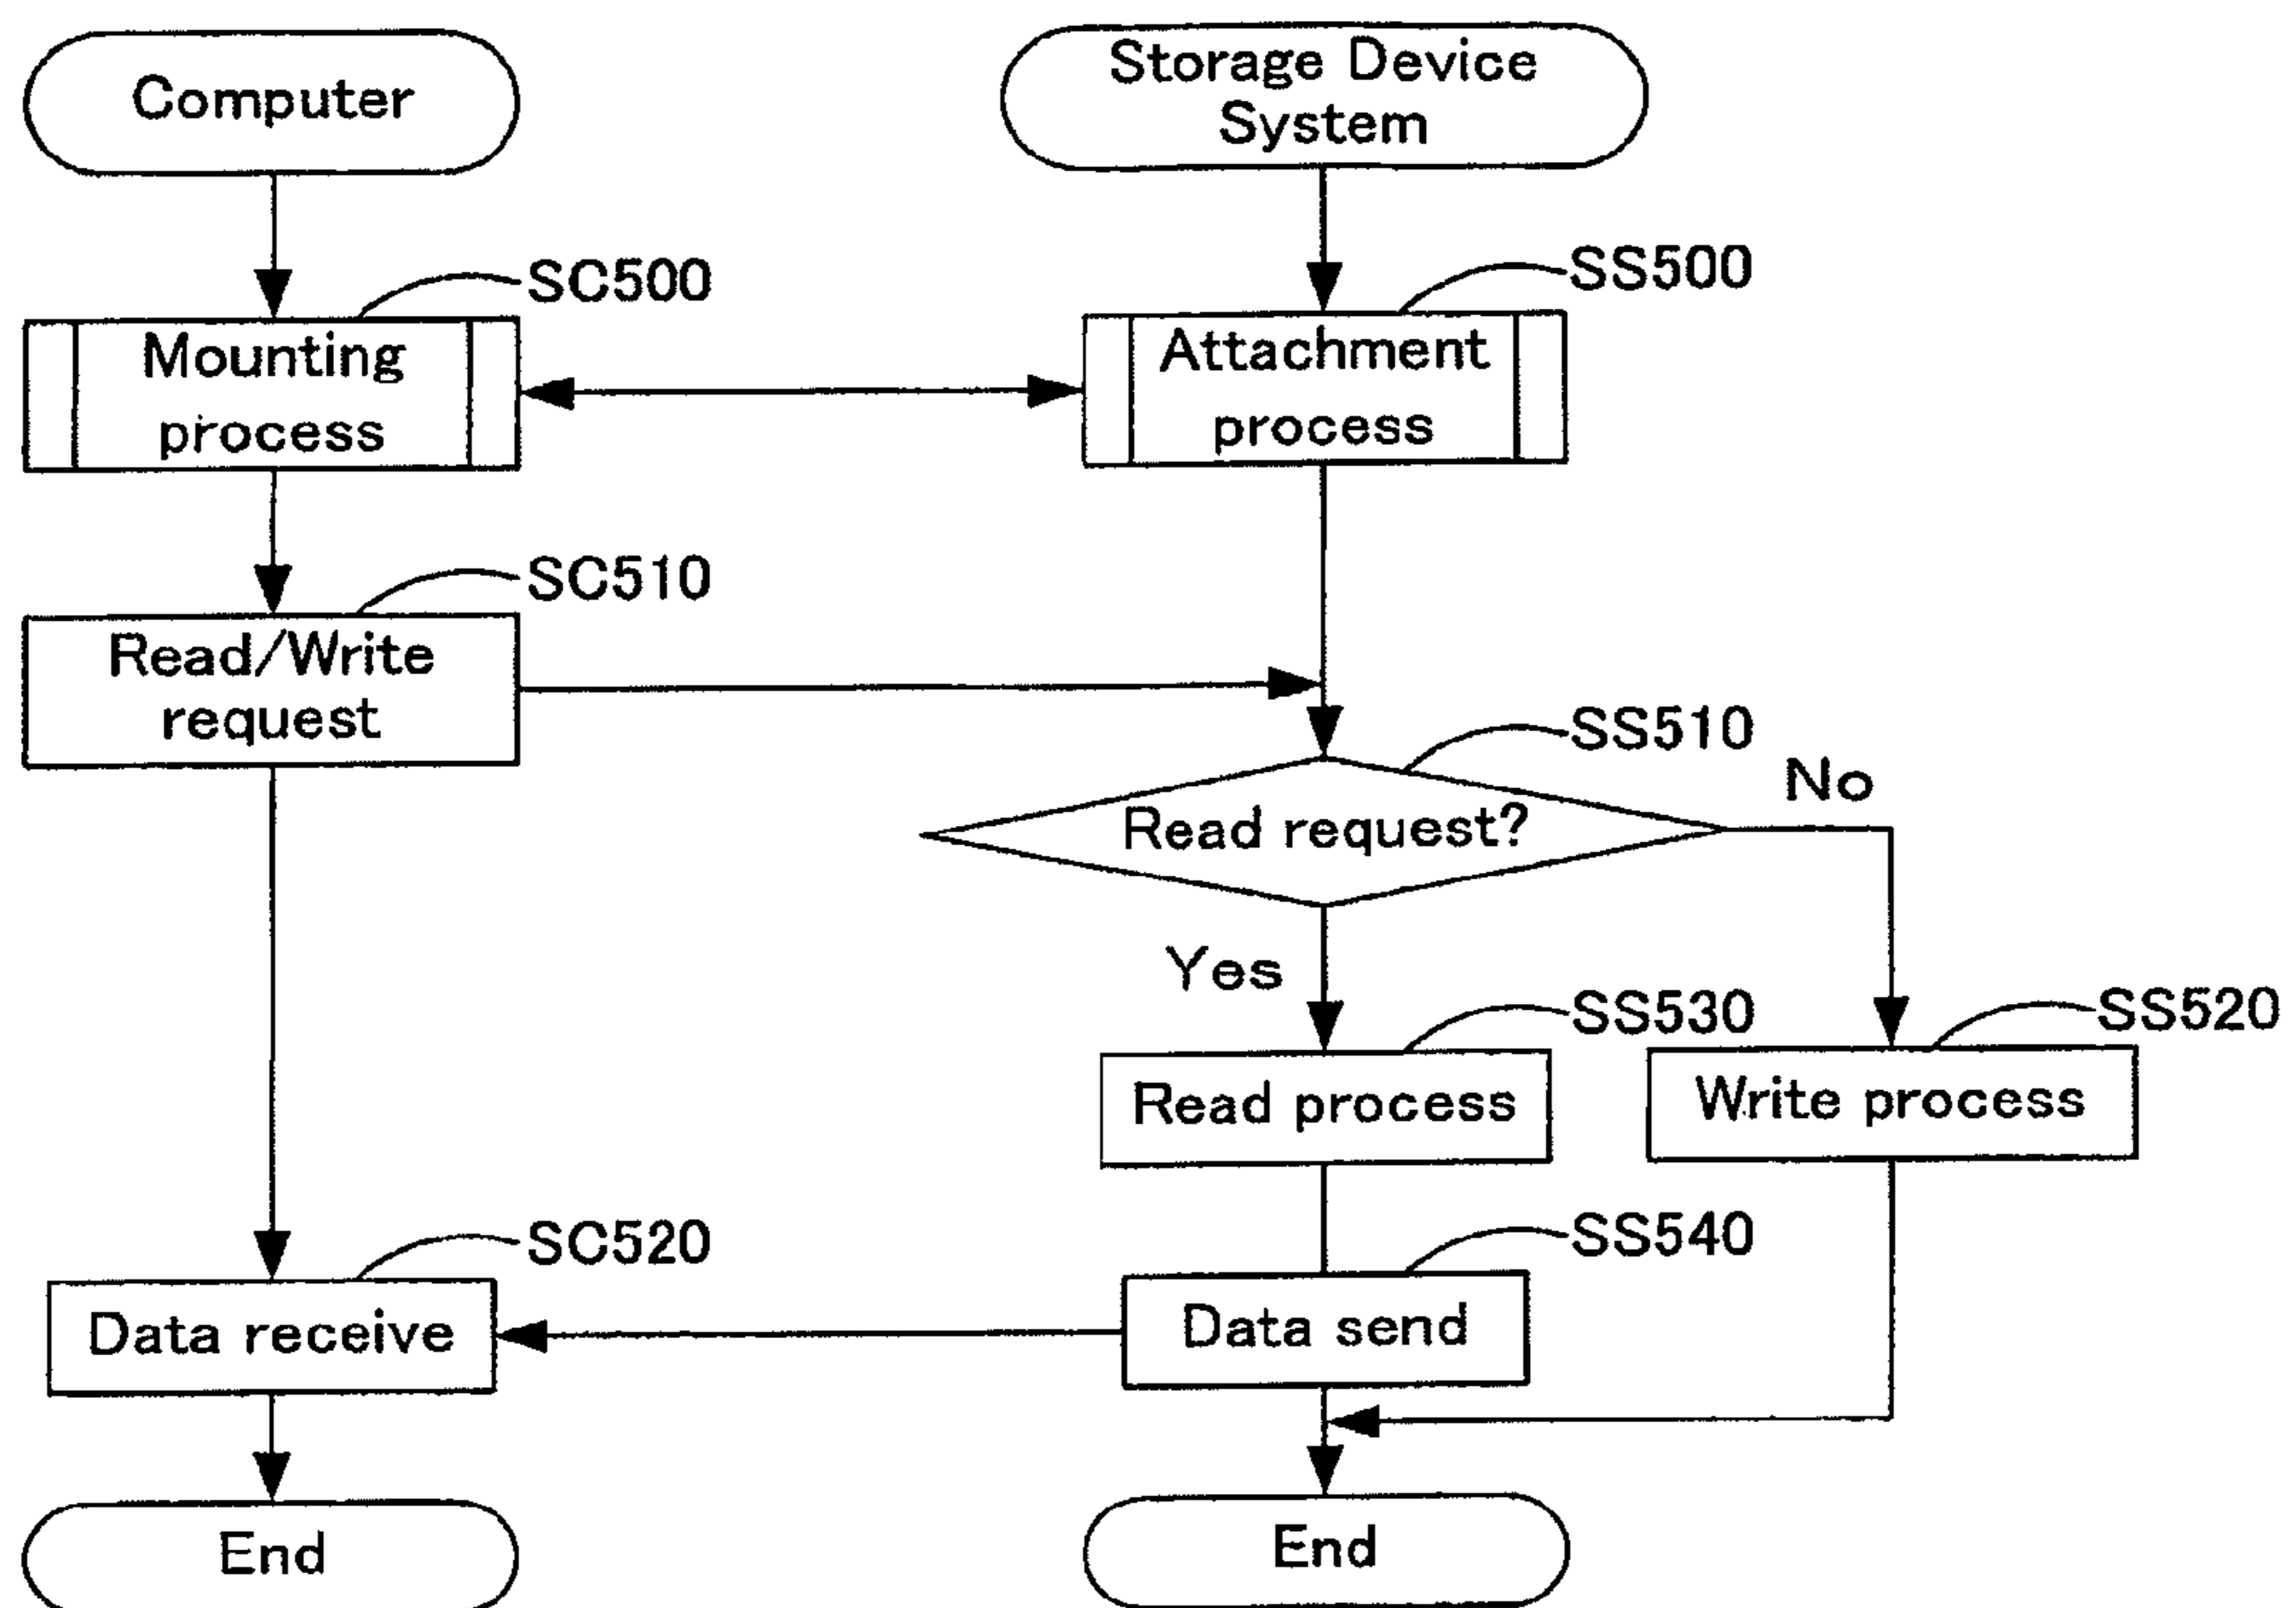 Computer
Storage Device
System
SC500
SS500
Mounting
process
Attachment
process
SC510
Read/Write
request
SS510
No
Read request?
Yes
SS530
SS520
Read process
Write process
SC520
SS540
Data receive
Data send
End
End